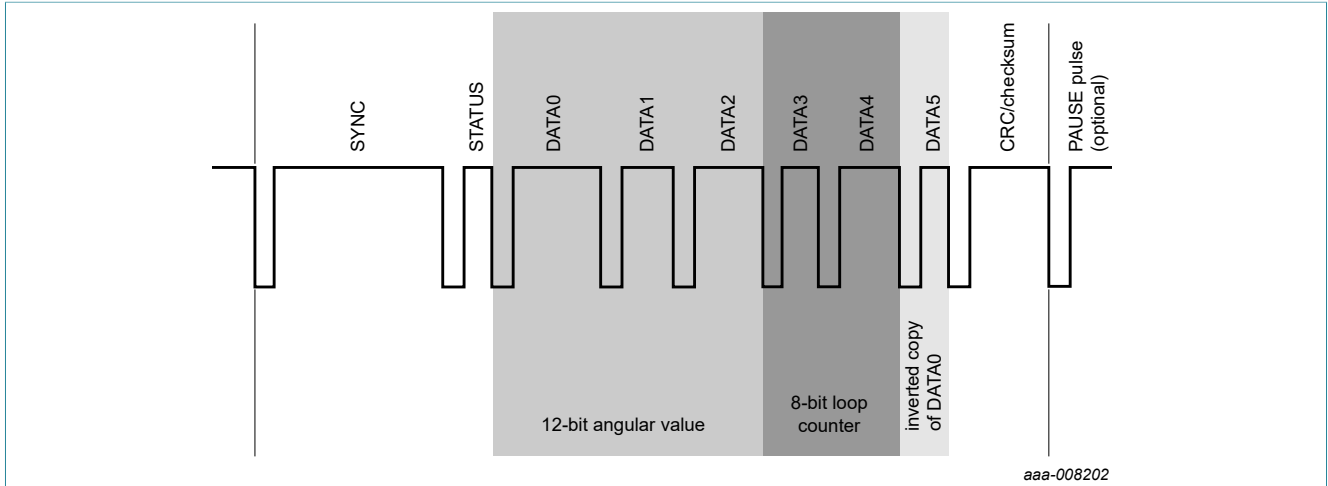 SYNC
STATUS
DATA0
DATA1
DATA2
DATA3
DATA4
DATA5
CRC/checksum
PAUSE pulse
(optional)
12-bit angular value
8-bit loop
counter
inverted copy
of DATA0
aaa-008202